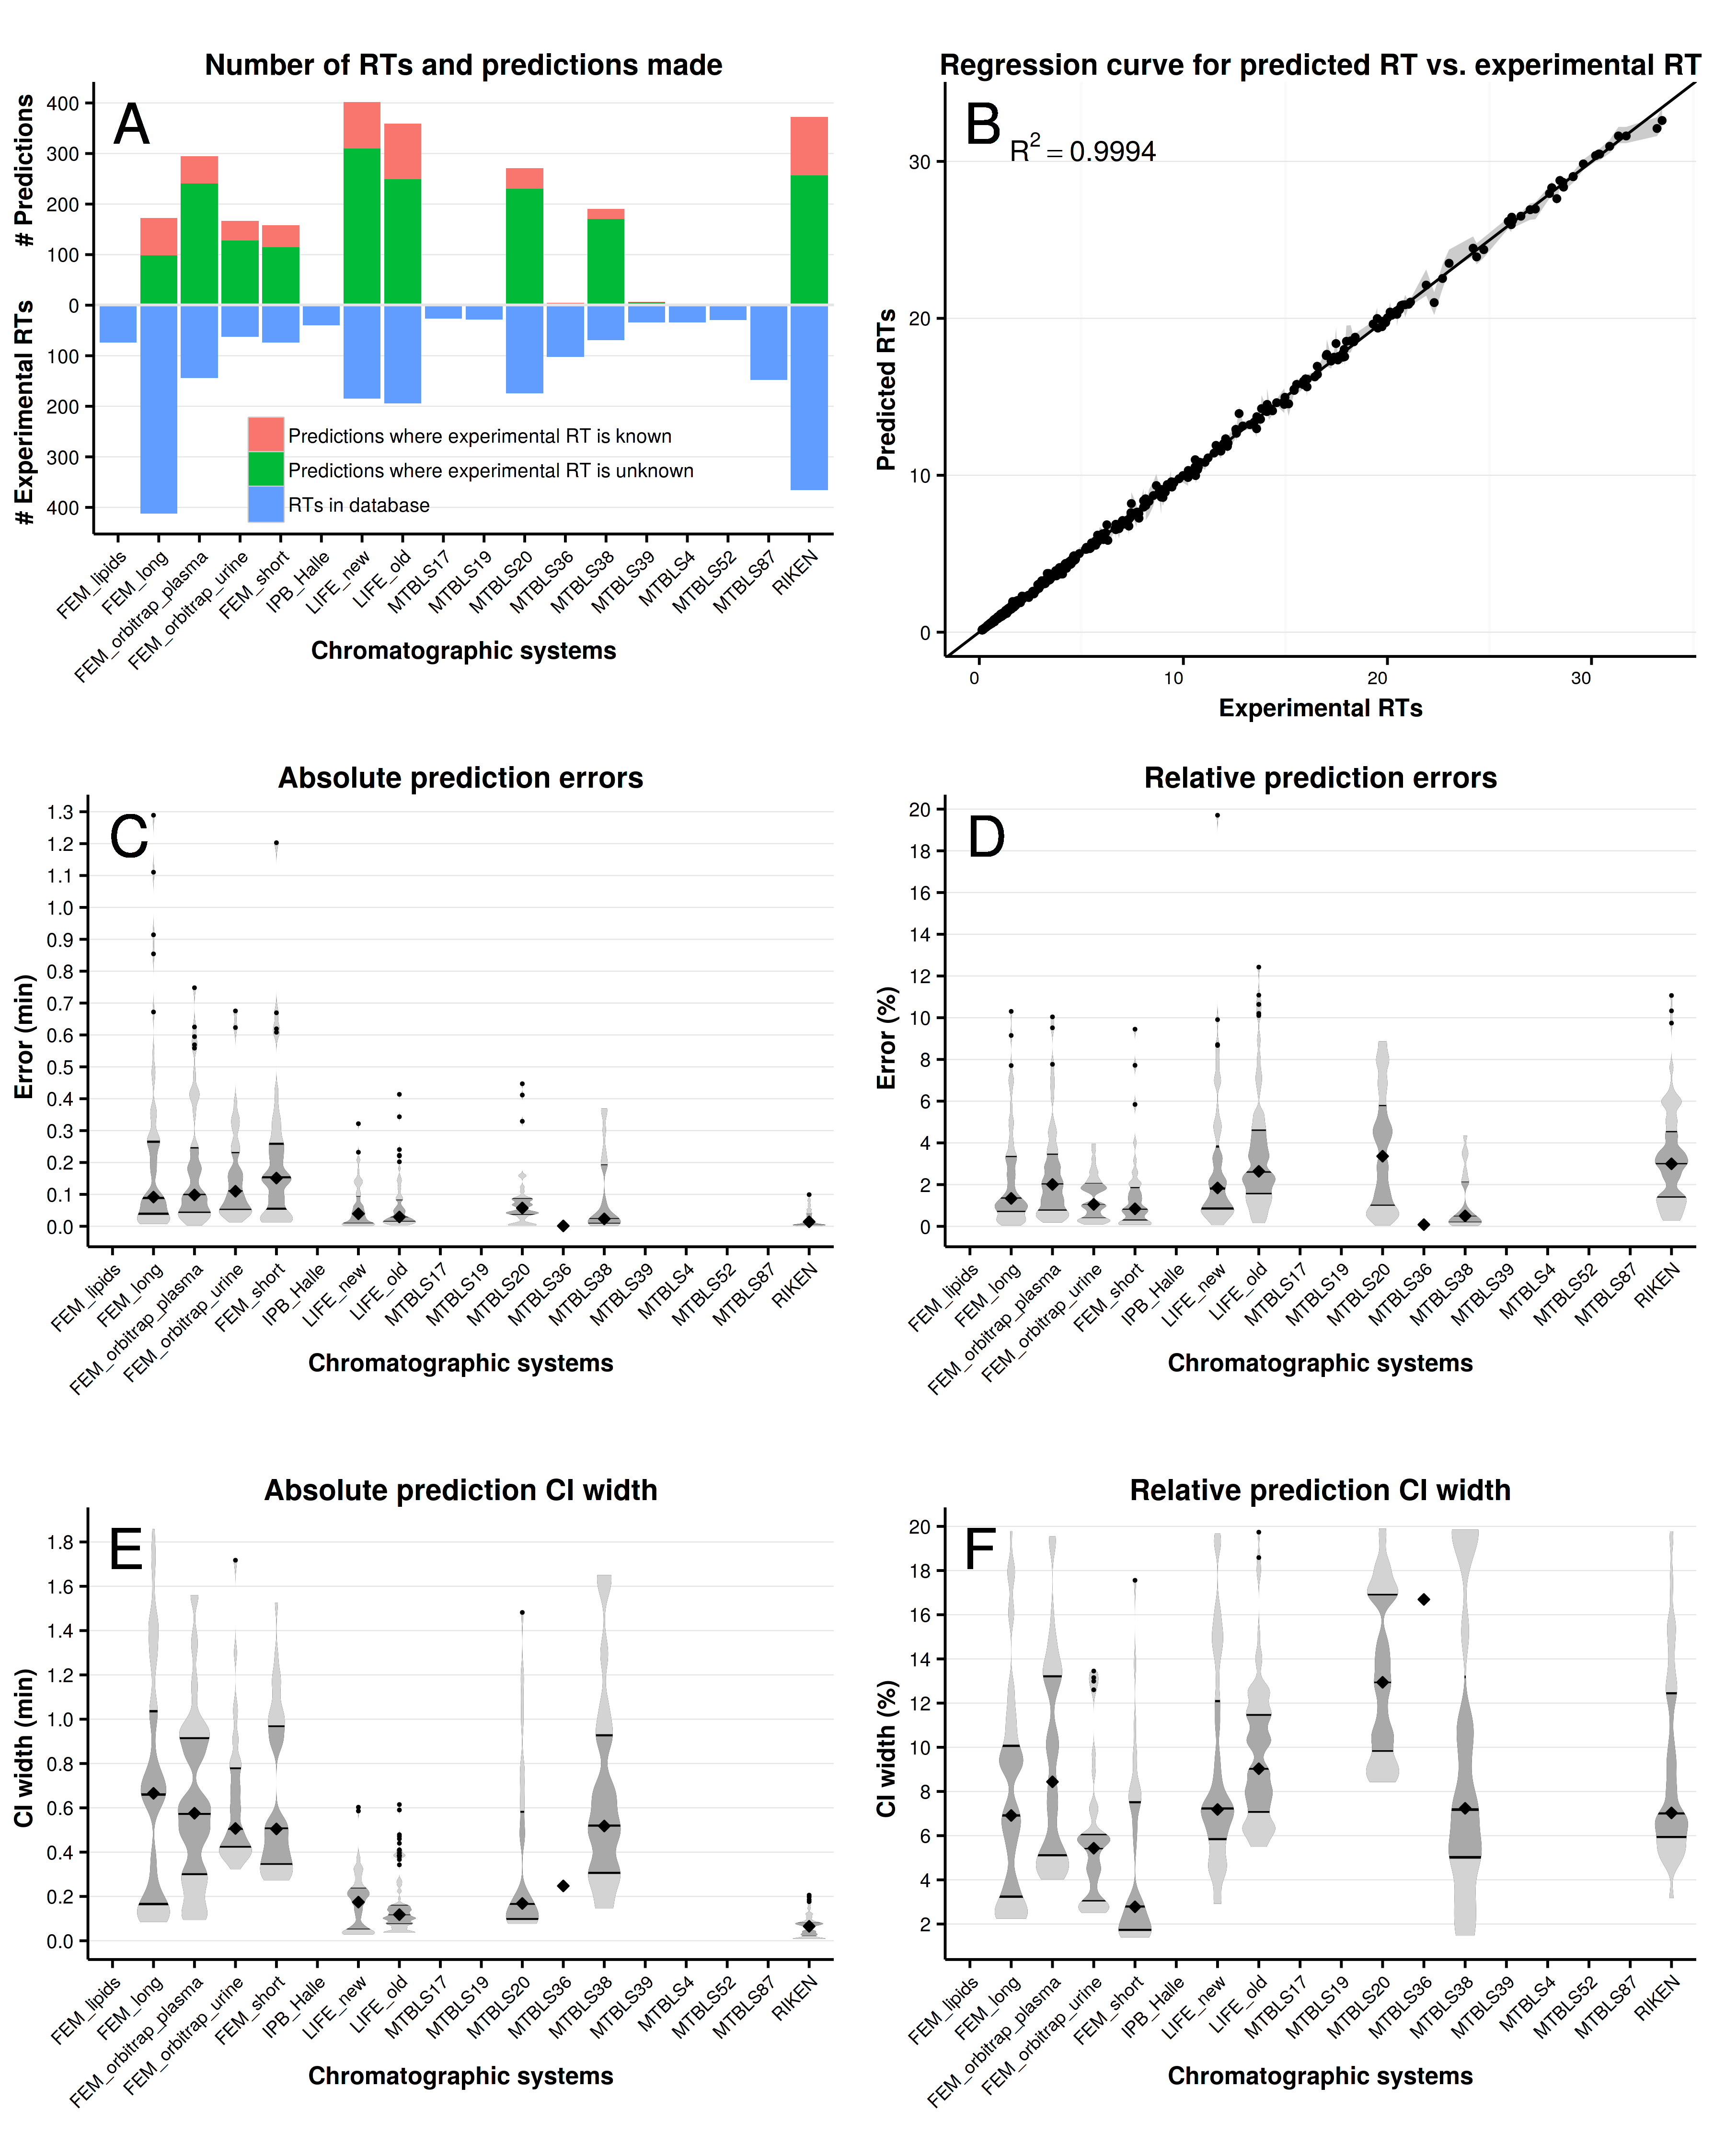 Number of RTs and predictions made
A
# Predictions
# Experimental RTs
400
300
200
100
0
100
200
300
400
Predictions where experimental RT is known
Predictions where experimental RT is unknown
RTs in database
FEM_lipids
FEM_long
FEM_orbitrap_plasma
FEM_orbitrap_urine
FEM_short
IPB_Halle
LIFE_new
LIFE_old
MTBLS17
MTBLS19
MTBLS20
MTBLS36
MTBLS38
MTBLS39
MTBLS4
MTBLS52
MTBLS87
RIKEN
Chromatographic systems
Regression curve for predicted RT vs. experimental RT
B
R² = 0.9994
Predicted RTs
30
20
10
0
0
10
20
30
Experimental RTs
Absolute prediction errors
C
Error (min)
1.3
1.2
1.1
1.0
0.9
0.8
0.7
0.6
0.5
0.4
0.3
0.2
0.1
0.0
FEM_lipids
FEM_long
FEM_orbitrap_plasma
FEM_orbitrap_urine
FEM_short
IPB_Halle
LIFE_new
LIFE_old
MTBLS17
MTBLS19
MTBLS20
MTBLS36
MTBLS38
MTBLS39
MTBLS4
MTBLS52
MTBLS87
RIKEN
Chromatographic systems
Relative prediction errors
D
Error (%)
20
18
16
14
12
10
8
6
4
2
0
FEM_lipids
FEM_long
FEM_orbitrap_plasma
FEM_orbitrap_urine
FEM_short
IPB_Halle
LIFE_new
LIFE_old
MTBLS17
MTBLS19
MTBLS20
MTBLS36
MTBLS38
MTBLS39
MTBLS4
MTBLS52
MTBLS87
RIKEN
Chromatographic systems
Absolute prediction CI width
E
CI width (min)
1.8
1.6
1.4
1.2
1.0
0.8
0.6
0.4
0.2
0.0
FEM_lipids
FEM_long
FEM_orbitrap_plasma
FEM_orbitrap_urine
FEM_short
IPB_Halle
LIFE_new
LIFE_old
MTBLS17
MTBLS19
MTBLS20
MTBLS36
MTBLS38
MTBLS39
MTBLS4
MTBLS52
MTBLS87
RIKEN
Chromatographic systems
Relative prediction CI width
F
CI width (%)
20
18
16
14
12
10
8
6
4
2
FEM_lipids
FEM_long
FEM_orbitrap_plasma
FEM_orbitrap_urine
FEM_short
IPB_Halle
LIFE_new
LIFE_old
MTBLS17
MTBLS19
MTBLS20
MTBLS36
MTBLS38
MTBLS39
MTBLS4
MTBLS52
MTBLS87
RIKEN
Chromatographic systems